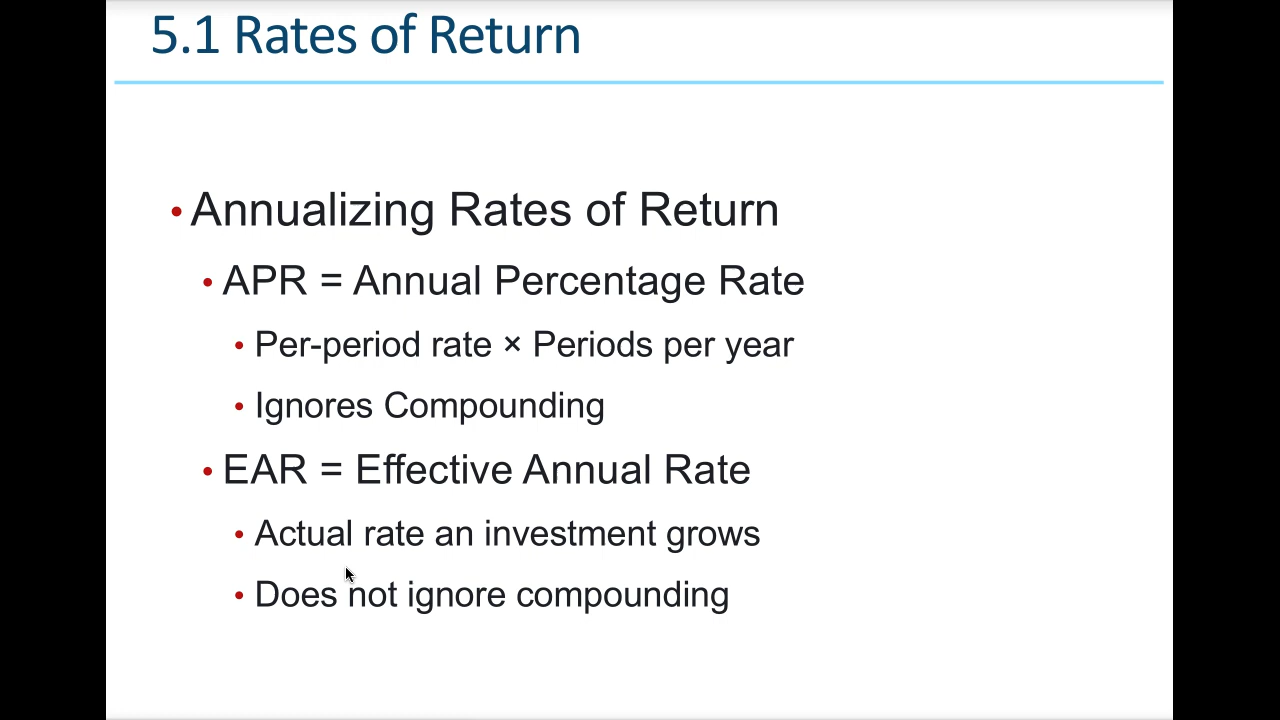 5.1 Rates of Return
• Annualizing Rates of Return
• APR = Annual Percentage Rate
• Per-period rate × Periods per year
• Ignores Compounding
• EAR = Effective Annual Rate
• Actual rate an investment grows
• Does not ignore compounding